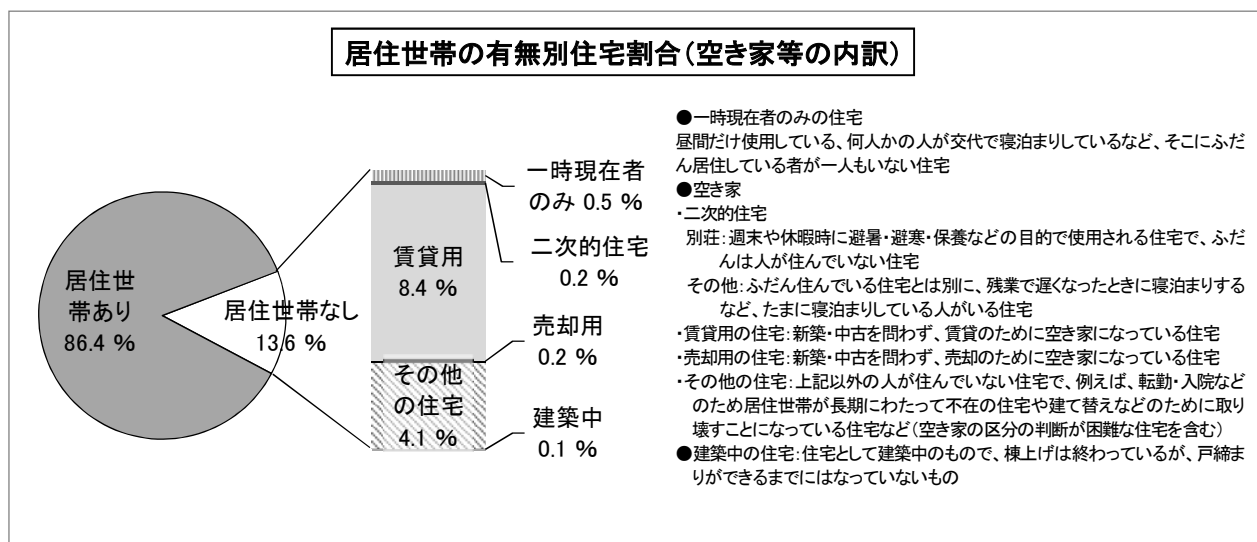 居住世帯の有無別住宅割合(空き家等の内訳)
居住世
帯あり
86.4 %
居住世帯なし
13.6 %
賃貸用
8.4 %
その他
の住宅
4.1 %
一時現在者
のみ 0.5 %
二次的住宅
0.2 %
売却用
0.2 %
建築中
0.1 %
●一時現在者のみの住宅
昼間だけ使用している、何人かの人が交代で寝泊まりしているなど、そこにふだ
ん居住している者が一人もいない住宅
●空き家
・二次的住宅
別荘:週末や休暇時に避暑・避寒・保養などの目的で使用される住宅で、ふだ
んは人が住んでいない住宅
その他:ふだん住んでいる住宅とは別に、残業で遅くなったときに寝泊まりする
など、たまに寝泊まりしている人がいる住宅
・賃貸用の住宅:新築・中古を問わず、賃貸のために空き家になっている住宅
・売却用の住宅:新築・中古を問わず、売却のために空き家になっている住宅
・その他の住宅:上記以外の人が住んでいない住宅で、例えば、転勤・入院などの
ため居住世帯が長期にわたって不在の住宅や建て替えなどのために取り
壊すことになっている住宅など(空き家の区分の判断が困難な住宅を含む)
●建築中の住宅:住宅として建築中のもので、棟上げは終わっているが、戸締ま
りができるまでにはなっていないもの